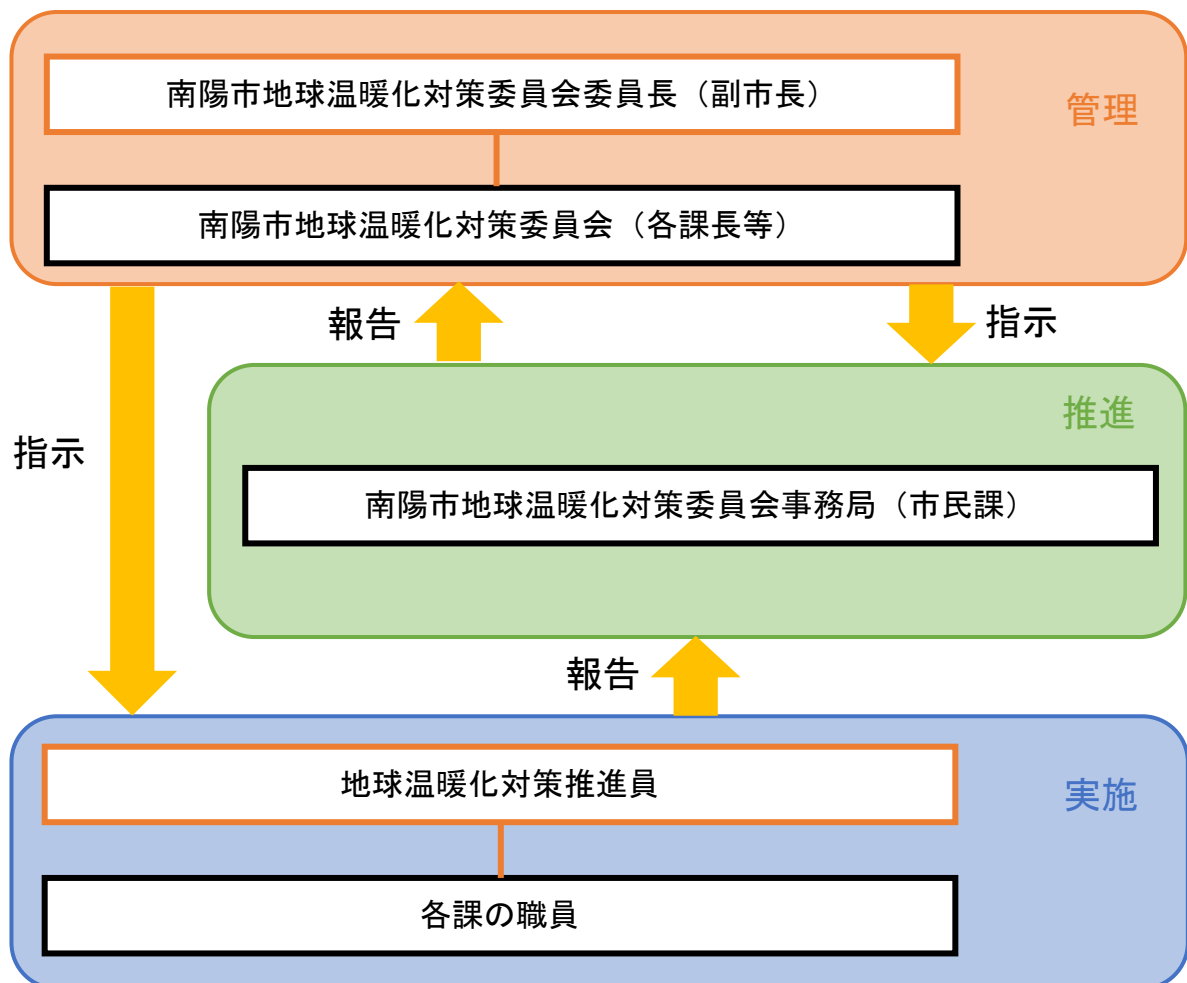 南陽市地球温暖化対策委員会委員長（副市長）
管理
南陽市地球温暖化対策委員会（各課長等）
報告
指示
推進
指示
南陽市地球温暖化対策委員会事務局（市民課）
報告
地球温暖化対策推進員
実施
各課の職員